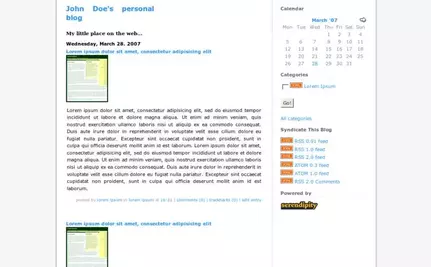 John Doe's personal
blog
My little place on the web...
Wednesday, March 28. 2007
Lorem ipsum dolor sit amet, consectetur adipisicing elit
Lorem ipsum dolor sit amet, consectetur adipisicing elit, sed do eiusmod tempor
incididunt ut labore et dolore magna aliqua. Ut enim ad minim veniam, quis
nostrud exercitation ullamco laboris nisi ut aliquip ex ea commodo consequat.
Duis aute irure dolor in reprehenderit in voluptate velit esse cillum dolore eu
fugiat nulla pariatur. Excepteur sint occaecat cupidatat non proident, sunt in
culpa qui officia deserunt mollit anim id est laborum. Lorem ipsum dolor sit amet,
consectetur adipisicing elit, sed do eiusmod tempor incididunt ut labore et dolore
magna aliqua. Ut enim ad minim veniam, quis nostrud exercitation ullamco laboris
nisi ut aliquip ex ea commodo consequat. Duis aute irure dolor in reprehenderit in
voluptate velit esse cillum dolore eu fugiat nulla pariatur. Excepteur sint occaecat
cupidatat non proident, sunt in culpa qui officia deserunt mollit anim id est
laborum.
Lorem ipsum dolor sit amet, consectetur adipisicing elit
Calendar
March '07
Mon Tue Wed Thu Fri Sat Sun
1 2 3 4
5 6 7 8 9 10 11
12 13 14 15 16 17 18
19 20 21 22 23 24 25
26 27 28 29 30 31
Categories
Lorem Ipsum
Go!
All categories
Syndicate This Blog
RSS 0.91 feed
RSS 1.0 feed
RSS 2.0 feed
ATOM 0.3 feed
ATOM 1.0 feed
RSS 2.0 Comments
Powered by
serendipity